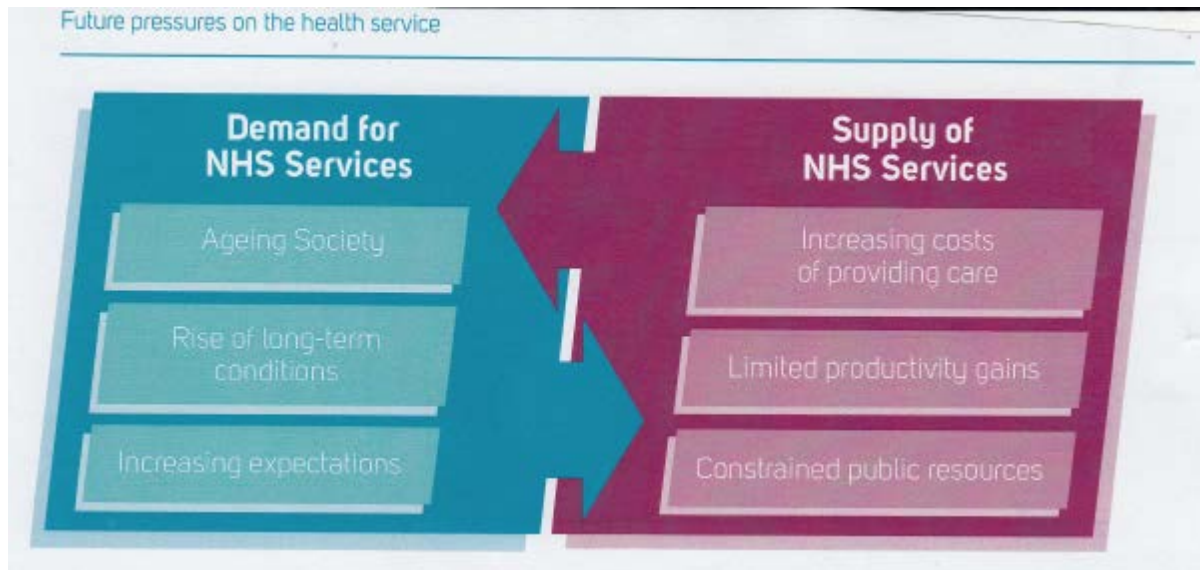 Future pressures on the health service
Demand for
NHS Services
Ageing Society
Rise of long-term
conditions
Increasing expectations
Supply of
NHS Services
Increasing costs
of providing care
Limited productivity gains
Constrained public resources